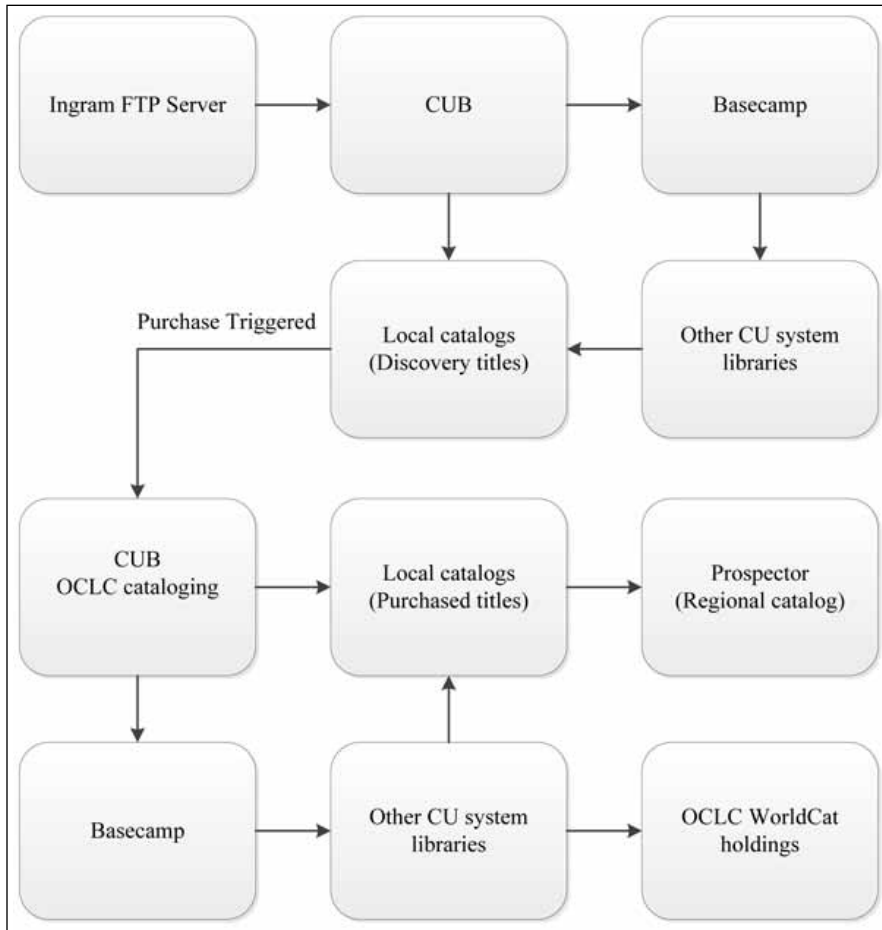 Ingram FTP Server
CUB
Basecamp
Purchase Triggered
Local catalogs
(Discovery titles)
Other CU system
libraries
CUB
OCLC cataloging
Local catalogs
(Purchased titles)
Prospector
(Regional catalog)
Basecamp
Other CU system
libraries
OCLC WorldCat
holdings